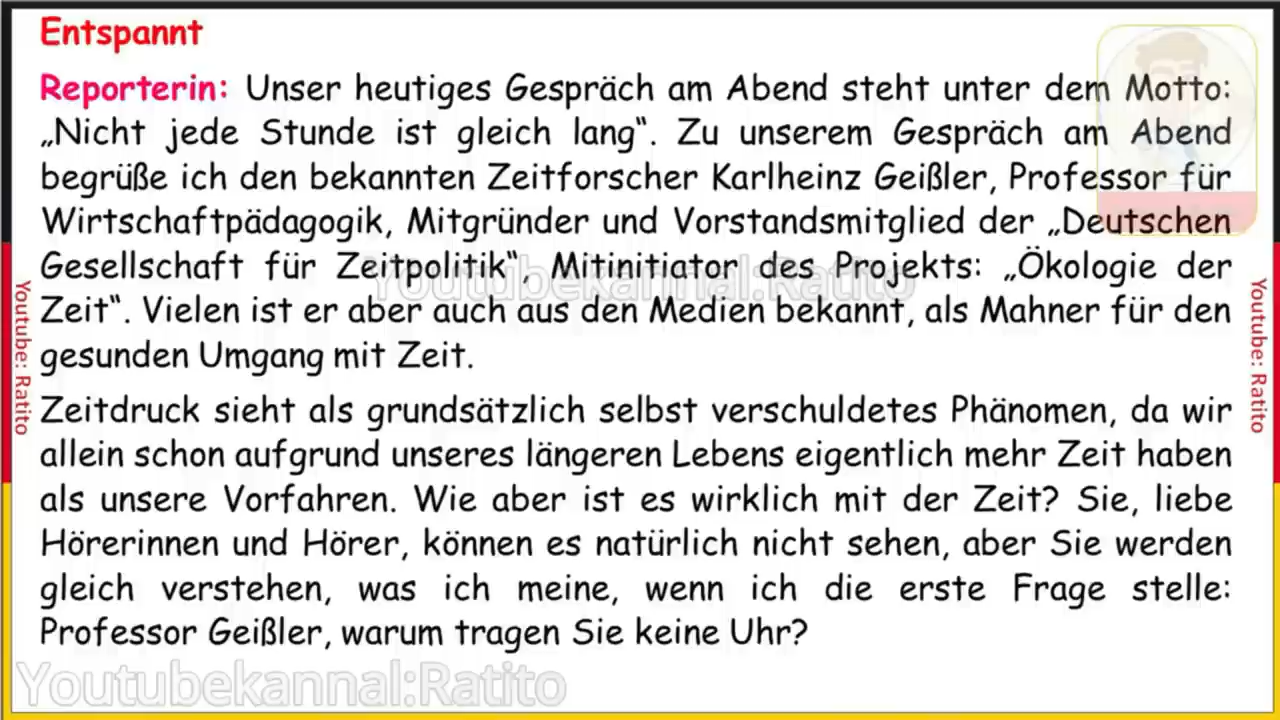 Entspannt
Reporterin: Unser heutiges Gespräch am Abend steht unter dem Motto:
„Nicht jede Stunde ist gleich lang“. Zu unserem Gespräch am Abend
begrüße ich den bekannten Zeitforscher Karlheinz Geißler, Professor für
Wirtschaftpädagogik, Mitgründer und Vorstandsmitglied der „Deutschen
Gesellschaft für Zeitpolitik“, Mitinitiator des Projekts: „Ökologie der
Zeit“. Vielen ist er aber auch aus den Medien bekannt, als Mahner für den
gesunden Umgang mit Zeit.
Zeitdruck sieht als grundsätzlich selbst verschuldetes Phänomen, da wir
allein schon aufgrund unseres längeren Lebens eigentlich mehr Zeit haben
als unsere Vorfahren. Wie aber ist es wirklich mit der Zeit? Sie, liebe
Hörerinnen und Hörer, können es natürlich nicht sehen, aber Sie werden
gleich verstehen, was ich meine, wenn ich die erste Frage stelle:
Professor Geißler, warum tragen Sie keine Uhr?
Youtube: Ratito
Youtube: Ratito
Youtubekannal:Ratito
Youtubekannal:Ratito